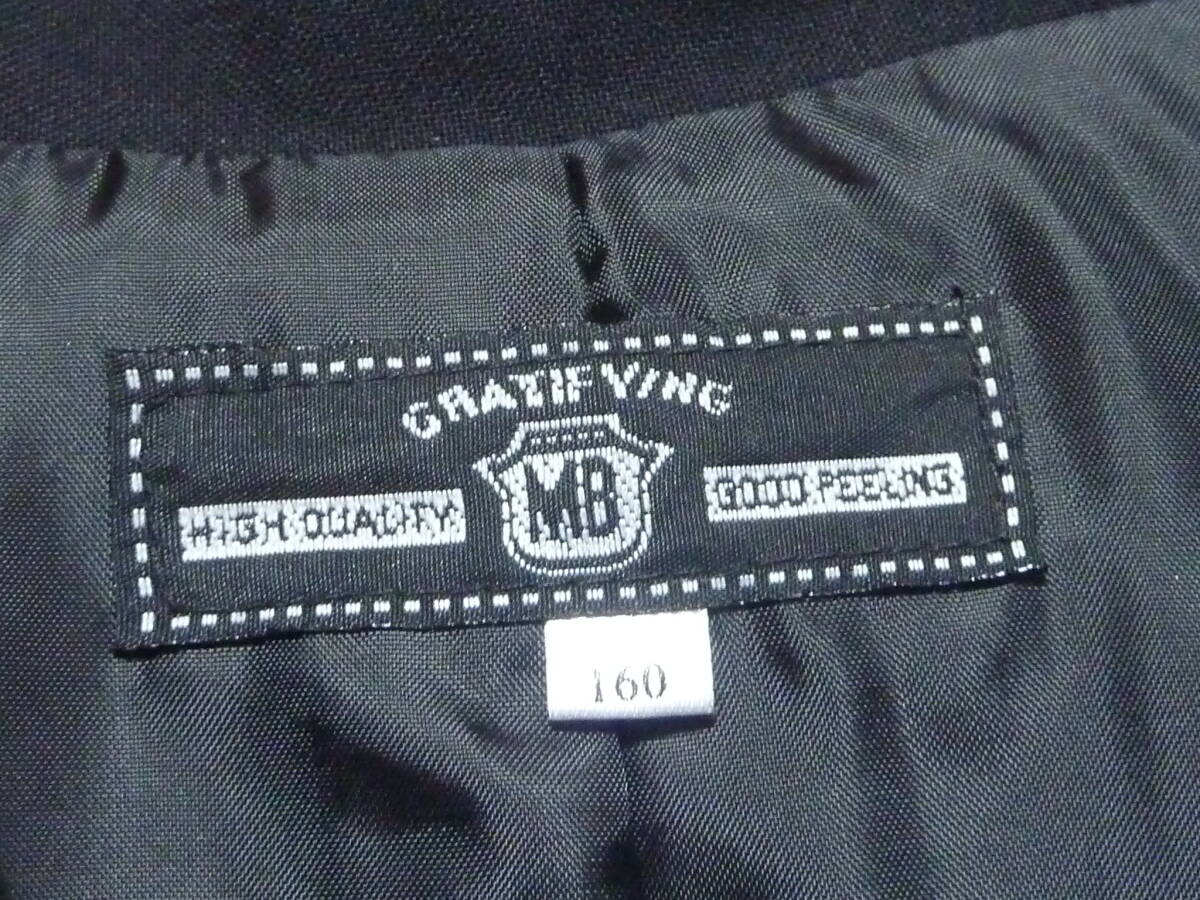 GRATIFYING
HIGH QUALITY
MB
GOOD FEELING
160